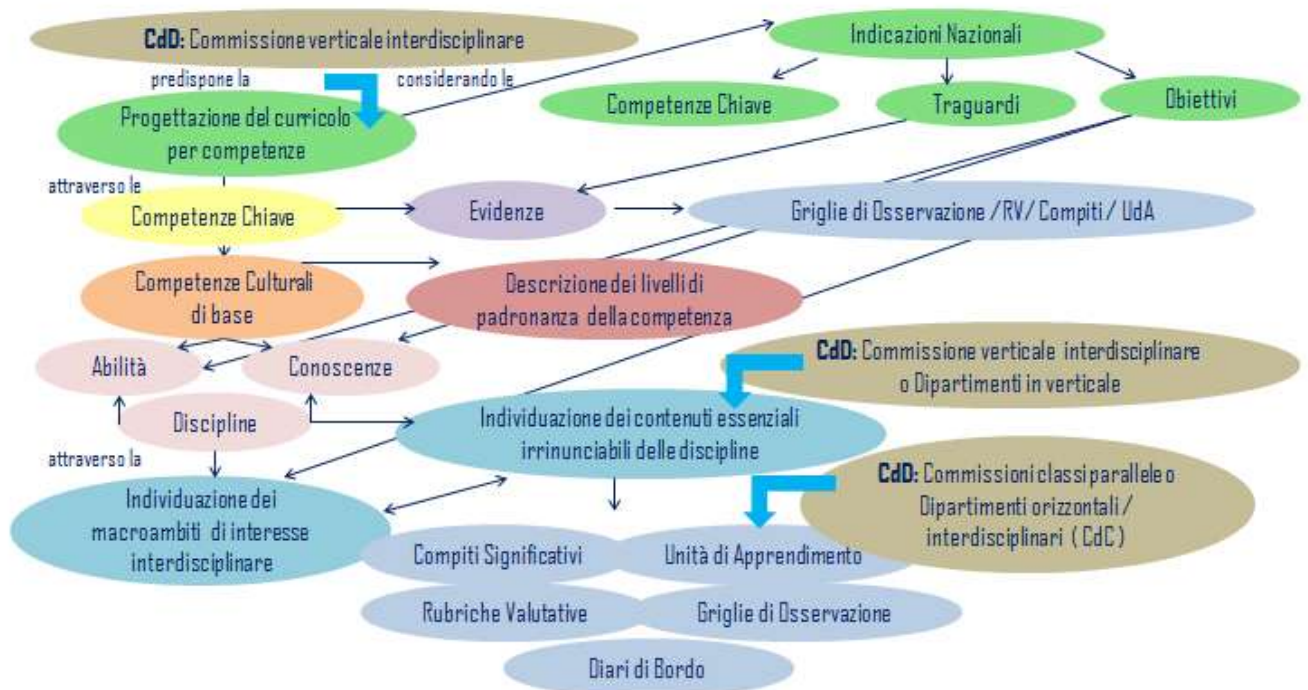 CdD: Commissione verticale interdisciplinare
predispone la
considerando le
Progettazione del curricolo
per competenze
Indicazioni Nazionali
Competenze Chiave
Traguardi
Obiettivi
attraverso le
Competenze Chiave
Evidenze
Griglie di Osservazione /RV/ Compiti / UdA
Competenze Culturali
di base
Descrizione dei livelli di
padronanza della competenza
Abilità
Conoscenze
CdD: Commissione verticale interdisciplinare
o Dipartimenti in verticale
Discipline
Individuazione dei contenuti essenziali
irrinunciabili delle discipline
attraverso la
Individuazione dei
macroambiti di interesse
interdisciplinare
CdD: Commissioni classi parallele o
Dipartimenti orizzontali /
interdisciplinari ( CdC )
Compiti Significativi
Unità di Apprendimento
Rubriche Valutative
Griglie di Osservazione
Diari di Bordo